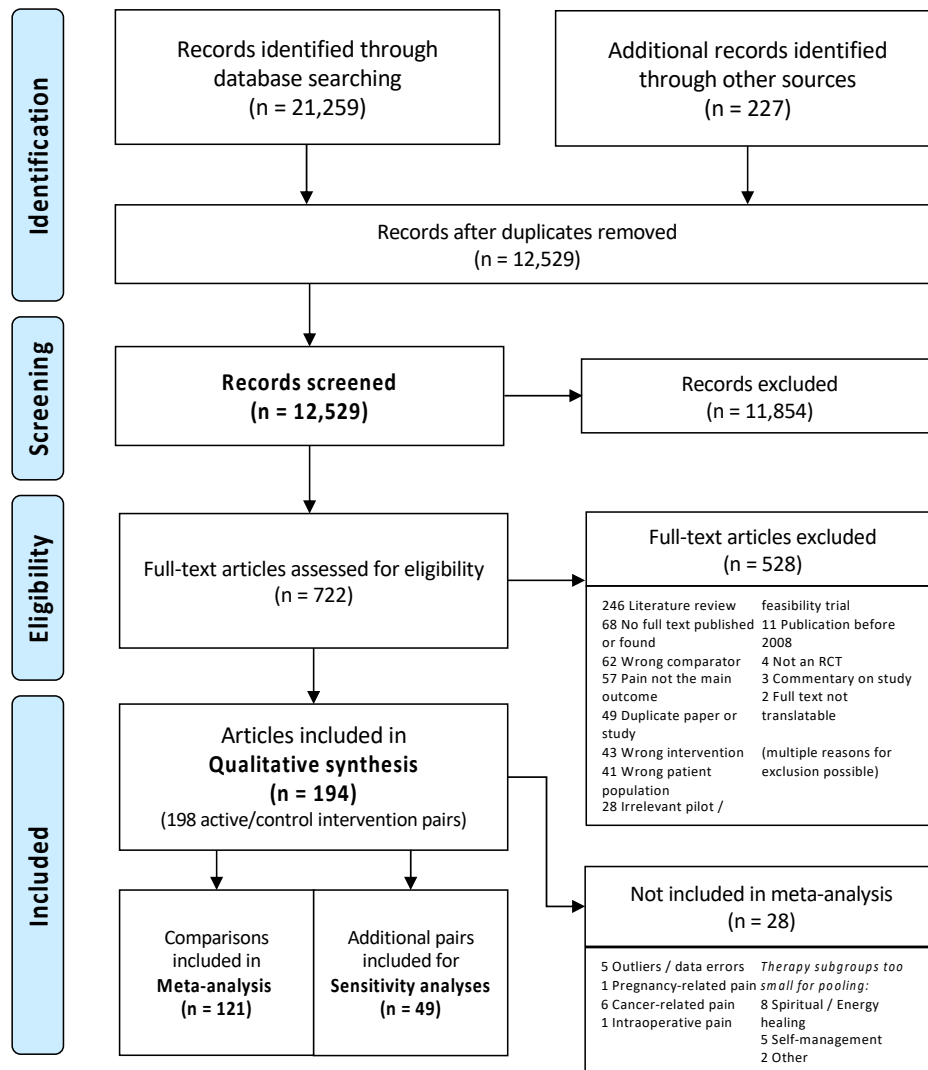 Identification
Records identified through
database searching
(n = 21,259)
Additional records identified
through other sources
(n = 227)
Records after duplicates removed
(n = 12,529)
Screening
Records screened
(n = 12,529)
Records excluded
(n = 11,854)
Eligibility
Full-text articles assessed for eligibility
(n = 722)
Full-text articles excluded
(n = 528)
246 Literature review
68 No full text published
or found
62 Wrong comparator
57 Pain not the main
outcome
49 Duplicate paper or
study
43 Wrong intervention
41 Wrong patient
population
28 Irrelevant pilot /
feasibility trial
11 Publication before
2008
4 Not an RCT
3 Commentary on study
2 Full text not
translatable
(multiple reasons for
exclusion possible)
Included
Articles included in
Qualitative synthesis
(n = 194)
(198 active/control intervention pairs)
Comparisons
included in
Meta-analysis
(n = 121)
Additional pairs
included for
Sensitivity analyses
(n = 49)
Not included in meta-analysis
(n = 28)
5 Outliers / data errors
1 Pregnancy-related pain
6 Cancer-related pain
1 Intraoperative pain
Therapy subgroups too
small for pooling:
8 Spiritual / Energy
healing
5 Self-management
2 Other